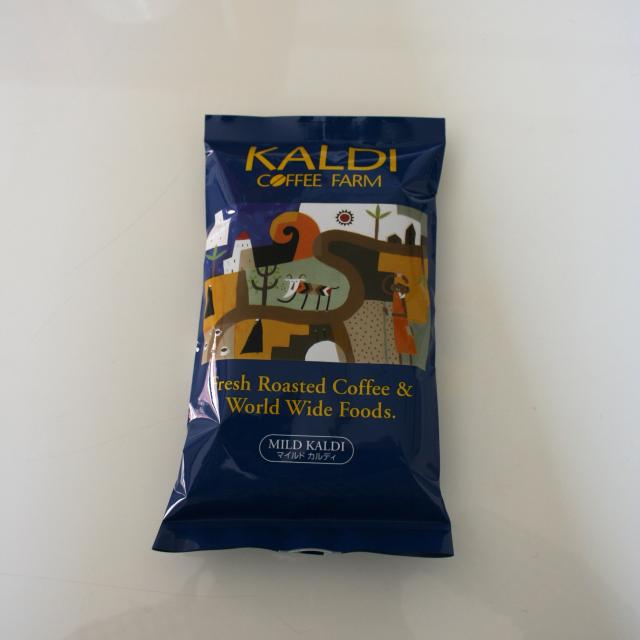 KALDI
COFFEE FARM
Fresh Roasted Coffee &
World Wide Foods.
MILD KALDI
マイルド カルディ